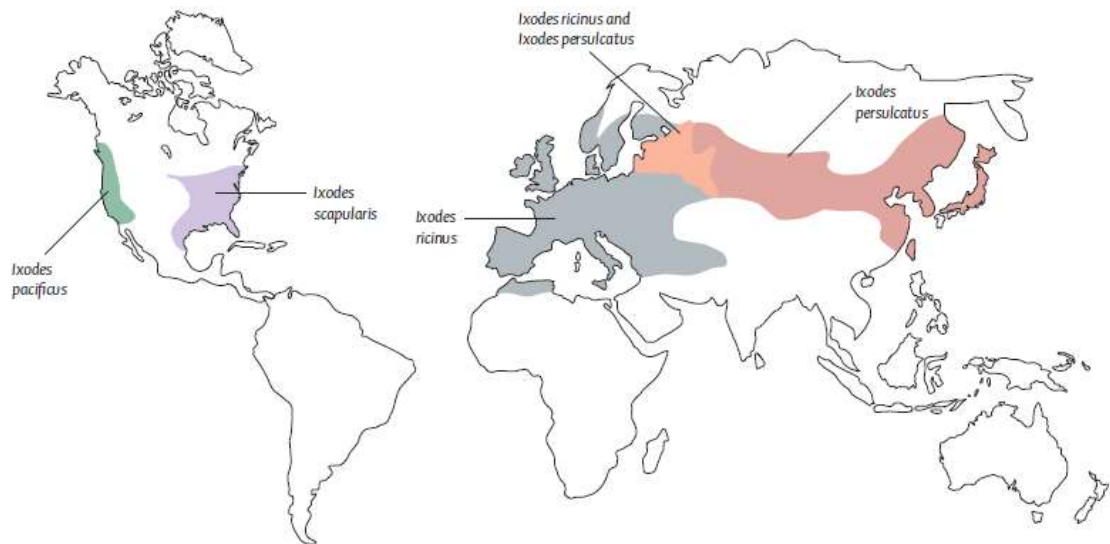 Ixodes ricinus and
Ixodes persulcatus
Ixodes
persulcatus
Ixodes
scapularis
Ixodes
ricinus
Ixodes
pacificus